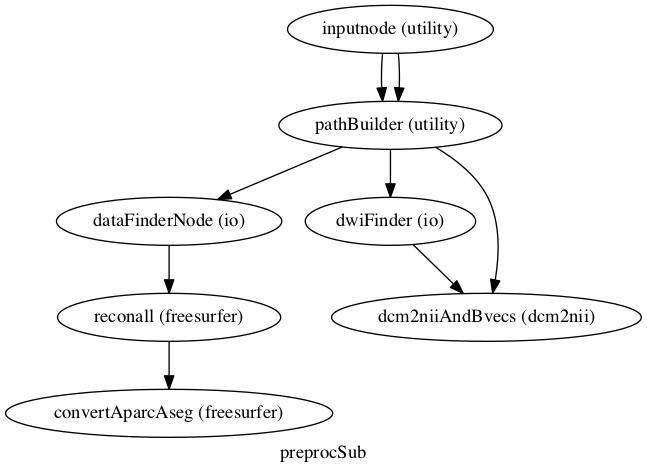 inputnode (utility)
pathBuilder (utility)
dataFinderNode (io)
dwiFinder (io)
reconall (freesurfer)
dcm2niiAndBvecs (dcm2nii)
convertAparcAseg (freesurfer)
preprocSub